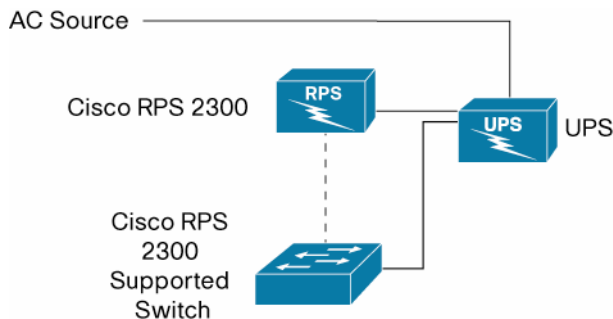 AC Source
RPS
Cisco RPS 2300
UPS
UPS
Cisco RPS
2300
Supported
Switch